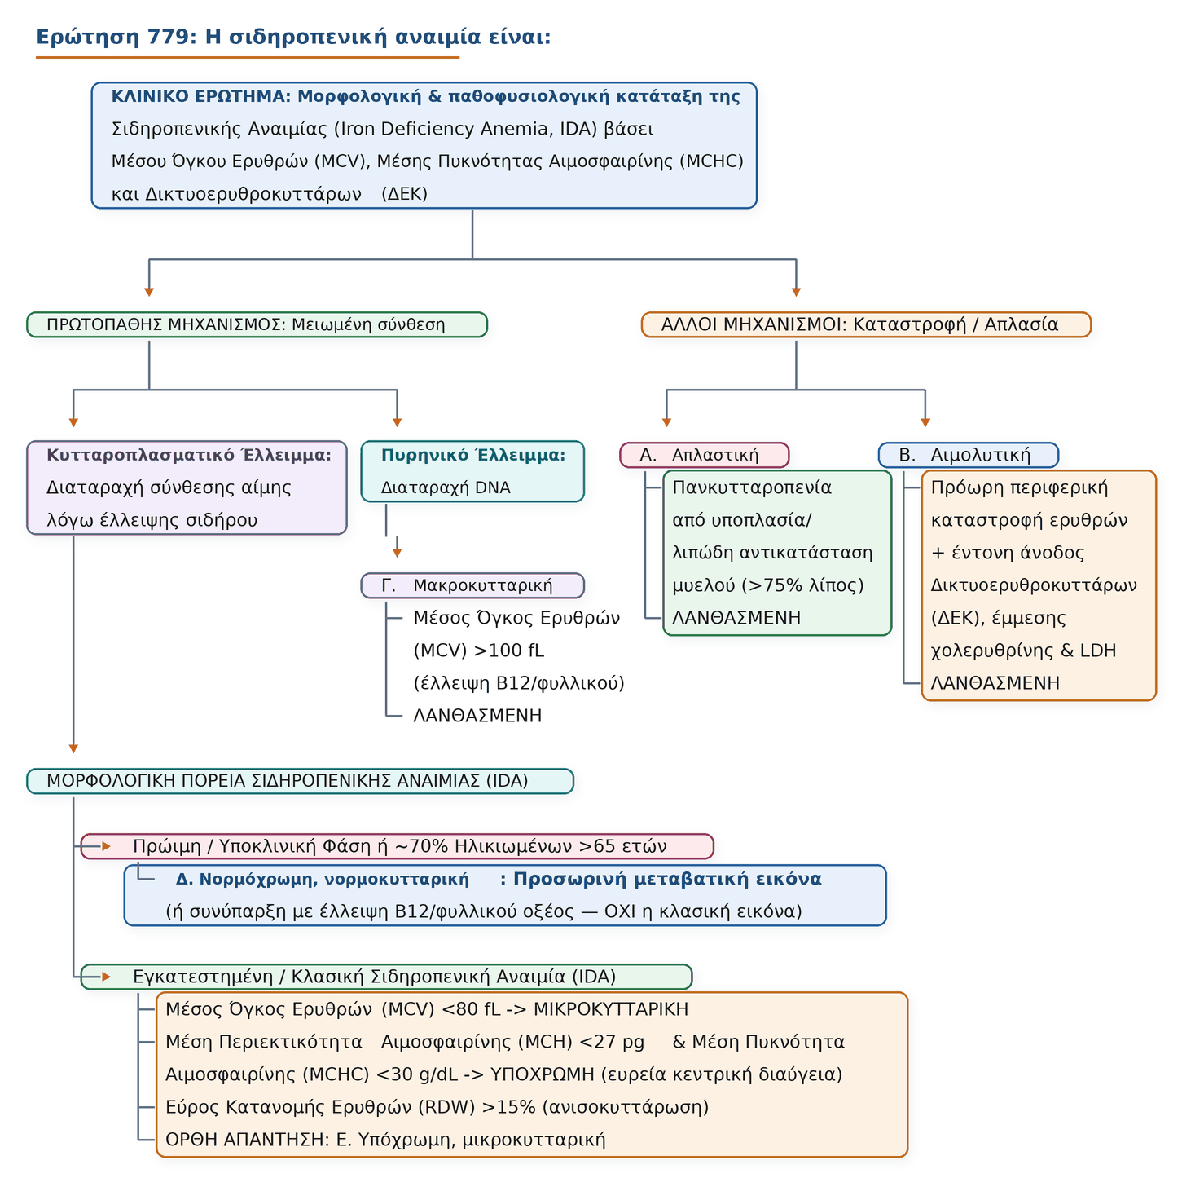 Ερώτηση 779: Η σιδηροπενική αναιμία είναι:
ΚΛΙΝΙΚΟ ΕΡΩΤΗΜΑ: Μορφολογική & παθοφυσιολογική κατάταξη της
Σιδηροπενικής Αναιμίας (Iron Deficiency Anemia, IDA) βάσει
Μέσου Όγκου Ερυθρών (MCV), Μέσης Πυκνότητας Αιμοσφαιρίνης (MCHC)
και Δικτυοερυθροκυττάρων (ΔΕΚ)
ΠΡΩΤΟΠΑΘΗΣ ΜΗΧΑΝΙΣΜΟΣ: Μειωμένη σύνθεση
ΑΛΛΟΙ ΜΗΧΑΝΙΣΜΟΙ: Καταστροφή / Απλασία
Κυτταροπλασματικό Έλλειμμα:
Διαταραχή σύνθεσης αίμης
λόγω έλλειψης σιδήρου
Πυρηνικό Έλλειμμα:
Διαταραχή DNA
Γ. Μακροκυτταρική
Μέσος Όγκος Ερυθρών
(MCV) >100 fL
(έλλειψη B12/φυλλικού)
ΛΑΝΘΑΣΜΕΝΗ
Α. Απλαστική
Πανκυτταροπενία
από υποπλασία/
λιπώδη αντικατάσταση
μυελού (>75% λίπος)
ΛΑΝΘΑΣΜΕΝΗ
Β. Αιμολυτική
Πρόωρη περιφερική
καταστροφή ερυθρών
+ έντονη άνοδος
Δικτυοερυθροκυττάρων
(ΔΕΚ), έμμεσης
χολερυθρίνης & LDH
ΛΑΝΘΑΣΜΕΝΗ
ΜΟΡΦΟΛΟΓΙΚΗ ΠΟΡΕΙΑ ΣΙΔΗΡΟΠΕΝΙΚΗΣ ΑΝΑΙΜΙΑΣ (IDA)
Πρώιμη / Υποκλινική Φάση ή ~70% Ηλικιωμένων >65 ετών
Δ. Νορμόχρωμη, νορμοκυτταρική : Προσωρινή μεταβατική εικόνα
(ή συνύπαρξη με έλλειψη B12/φυλλικού οξέος — ΟΧΙ η κλασική εικόνα)
Εγκατεστημένη / Κλασική Σιδηροπενική Αναιμία (IDA)
Μέσος Όγκος Ερυθρών (MCV) <80 fL -> ΜΙΚΡΟΚΥΤΤΑΡΙΚΗ
Μέση Περιεκτικότητα Αιμοσφαιρίνης (MCH) <27 pg & Μέση Πυκνότητα
Αιμοσφαιρίνης (MCHC) <30 g/dL -> ΥΠΟΧΡΩΜΗ (ευρεία κεντρική διαύγεια)
Εύρος Κατανομής Ερυθρών (RDW) >15% (ανισοκυττάρωση)
ΟΡΘΗ ΑΠΑΝΤΗΣΗ: Ε. Υπόχρωμη, μικροκυτταρική